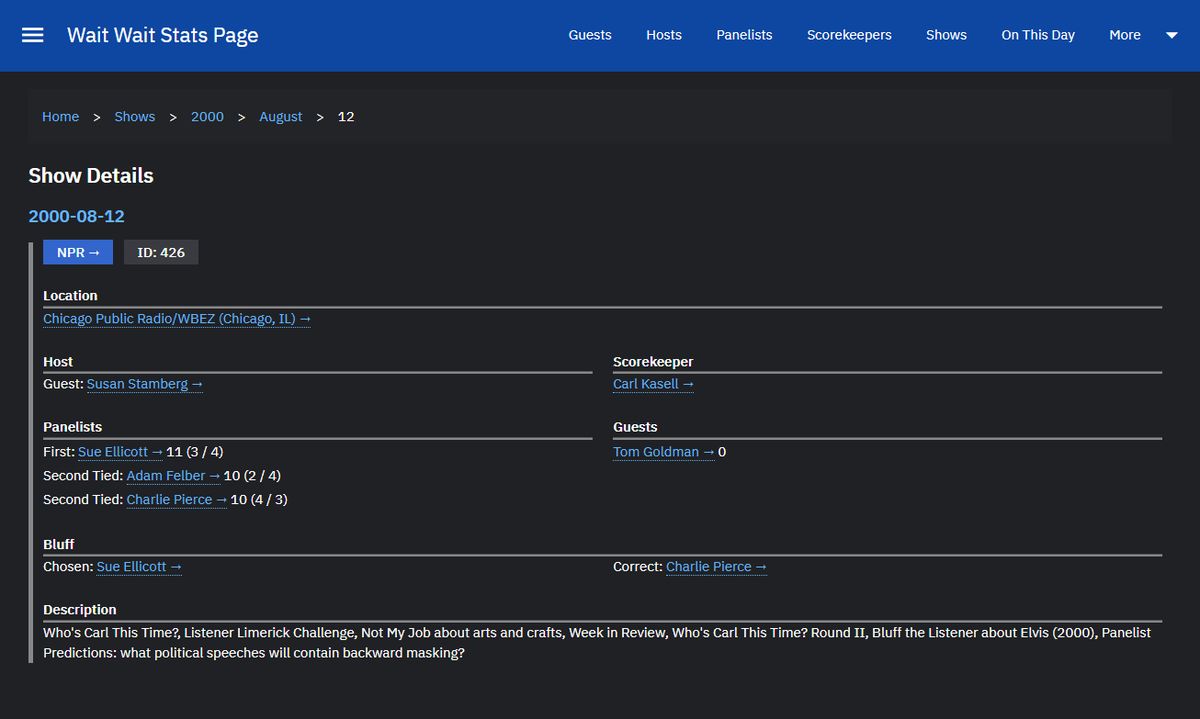 Wait Wait Stats Page
Guests Hosts Panelists Scorekeepers Shows On This Day More
Home > Shows > 2000 > August > 12
Show Details
2000-08-12
NPR → ID: 426
Location
Chicago Public Radio/WBEZ (Chicago, IL) →
Host
Guest: Susan Stamberg →
Scorekeeper
Carl Kasell →
Panelists
First: Sue Ellicott → 11 (3 / 4)
Second Tied: Adam Felber → 10 (2 / 4)
Second Tied: Charlie Pierce → 10 (4 / 3)
Guests
Tom Goldman → 0
Bluff
Chosen: Sue Ellicott →
Correct: Charlie Pierce →
Description
Who's Carl This Time?, Listener Limerick Challenge, Not My Job about arts and crafts, Week in Review, Who's Carl This Time? Round II, Bluff the Listener about Elvis (2000), Panelist
Predictions: what political speeches will contain backward masking?